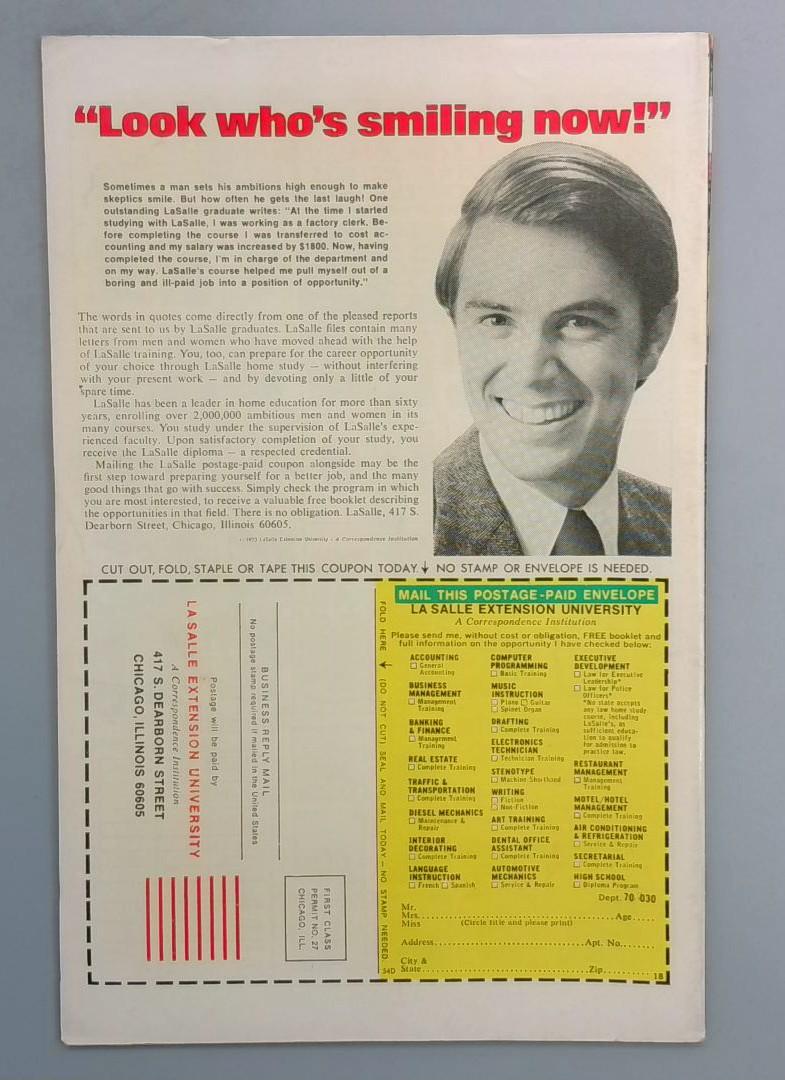 “Look who's smiling now!”
Sometimes a man sets his ambitions high enough to make
skeptics smile. But how often he gets the last laugh! One
outstanding LaSalle graduate writes: "At the time I started
studying with LaSalle, I was working as a factory clerk. Be-
fore completing the course I was transferred to cost ac-
counting and my salary was increased by $1800. Now, having
completed the course, I'm in charge of the department and
on my way. LaSalle's course helped me pull myself out of a
boring and ill-paid job into a position of opportunity."
The words in quotes come directly from one of the pleased reports
that are sent to us by LaSalle graduates. LaSalle files contain many
letters from men and women who have moved ahead with the help
of LaSalle training. You, too, can prepare for the career opportunity
of your choice through LaSalle home study — without interfering
with your present work — and by devoting only a little of your
spare time.
LaSalle has been a leader in home education for more than sixty
years, enrolling over 2,000,000 ambitious men and women in its
many courses. You study under the supervision of LaSalle's expe-
rienced faculty. Upon satisfactory completion of your study, you
receive the LaSalle diploma — a respected credential.
Mailing the LaSalle postage-paid coupon alongside may be the
first step toward preparing yourself for a better job, and the many
good things that go with success. Simply check the program in which
you are most interested, to receive a valuable free booklet describing
the opportunities in that field. There is no obligation. LaSalle, 417 S.
Dearborn Street, Chicago, Illinois 60605.
LaSalle Extension University · A Correspondence Institution
CUT OUT, FOLD, STAPLE OR TAPE THIS COUPON TODAY. ↓ NO STAMP OR ENVELOPE IS NEEDED.
BUSINESS REPLY MAIL
No postage stamp required if mailed in the United States
Postage will be paid by
LASALLE EXTENSION UNIVERSITY
A Correspondence Institution
417 S. DEARBORN STREET
CHICAGO, ILLINOIS 60605
FIRST CLASS
PERMIT NO. 27
CHICAGO, ILL.
FOLD HERE → (DO NOT CUT) SEAL AND MAIL TODAY — NO STAMP NEEDED.
MAIL THIS POSTAGE-PAID ENVELOPE
LA SALLE EXTENSION UNIVERSITY
A Correspondence Institution
Please send me, without cost or obligation, FREE booklet and
full information on the opportunity I have checked below:
ACCOUNTING
☐ General
Accounting
BUSINESS
MANAGEMENT
☐ Management
Training
BANKING
& FINANCE
☐ Management
Training
REAL ESTATE
☐ Complete Training
TRAFFIC &
TRANSPORTATION
☐ Complete Training
DIESEL MECHANICS
☐ Maintenance &
Repair
INTERIOR
DECORATING
☐ Complete Training
LANGUAGE
INSTRUCTION
☐ French ☐ Spanish
COMPUTER
PROGRAMMING
☐ Basic Training
MUSIC
INSTRUCTION
☐ Piano ☐ Guitar
☐ Spinet Organ
DRAFTING
☐ Complete Training
ELECTRONICS
TECHNICIAN
☐ Technician Training
STENOTYPE
☐ Machine Shorthand
WRITING
☐ Fiction
☐ Non-Fiction
ART TRAINING
☐ Complete Training
DENTAL OFFICE
ASSISTANT
☐ Complete Training
AUTOMOTIVE
MECHANICS
☐ Service & Repair
EXECUTIVE
DEVELOPMENT
☐ Law for Executive
Leadership*
☐ Law for Police
Officers*
*No state accepts
any law home study
course, including
LaSalle's, as
sufficient educa-
tion to qualify
for admission to
practice law.
RESTAURANT
MANAGEMENT
☐ Management
Training
MOTEL/HOTEL
MANAGEMENT
☐ Complete Training
AIR CONDITIONING
& REFRIGERATION
☐ Service & Repair
SECRETARIAL
☐ Complete Training
HIGH SCHOOL
☐ Diploma Program
Dept. 70 030
Mr.
Mrs. Age
Miss (Circle title and please print)
Address Apt. No.
City &
State Zip
54D
18